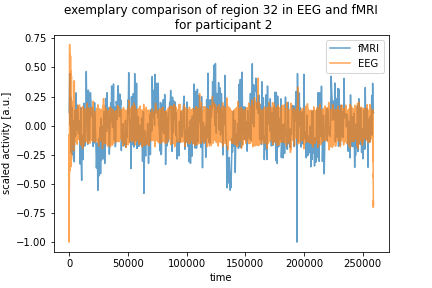 exemplary comparison of region 32 in EEG and fMRI
for participant 2
fMRI
EEG
scaled activity [a.u.]
0.75
0.50
0.25
0.00
−0.25
−0.50
−0.75
−1.00
0 50000 100000 150000 200000 250000
time